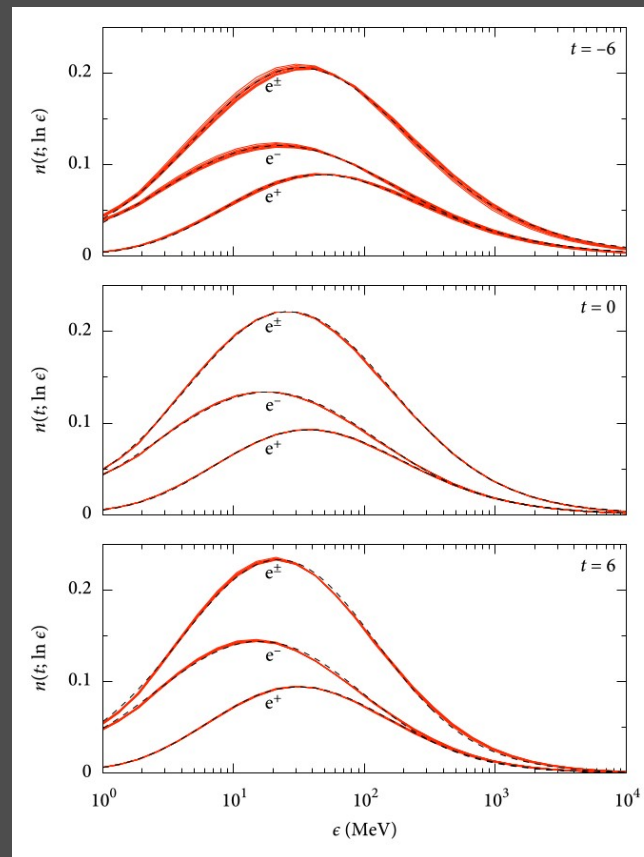 t = –6
n(t; ln ϵ)
0.2
0.1
0
e±
e−
e+
t = 0
n(t; ln ϵ)
0.2
0.1
0
e±
e−
e+
t = 6
n(t; ln ϵ)
0.2
0.1
0
e±
e−
e+
10⁰ 10¹ 10² 10³ 10⁴
ϵ (MeV)